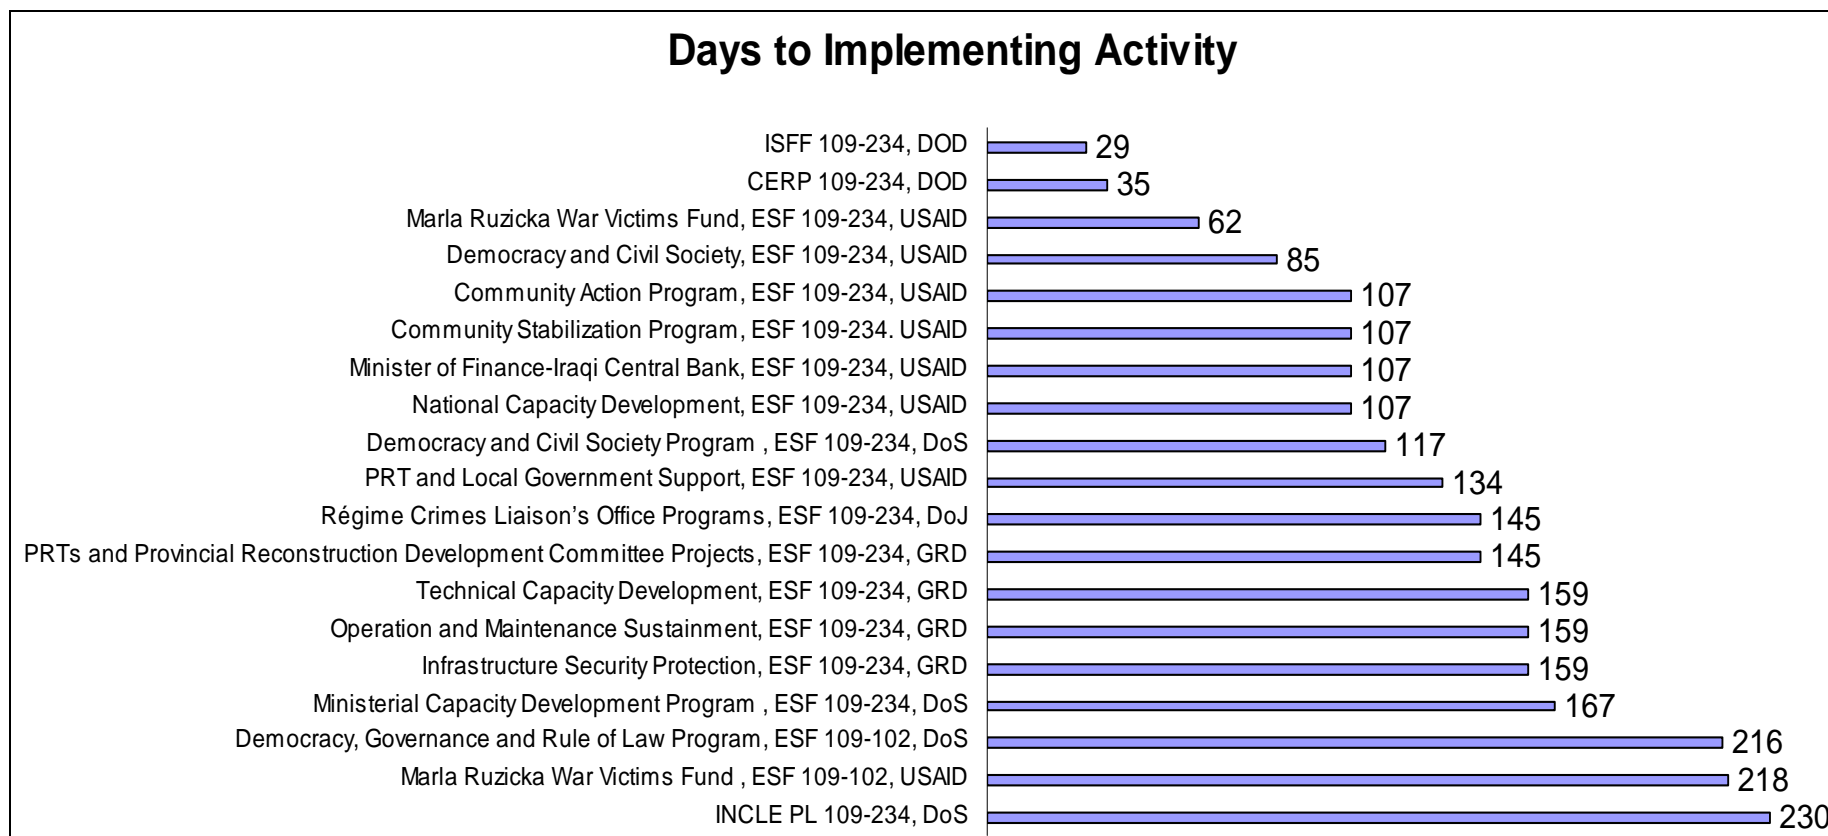 Days to Implementing Activity
ISFF 109-234, DOD 29
CERP 109-234, DOD 35
Marla Ruzicka War Victims Fund, ESF 109-234, USAID 62
Democracy and Civil Society, ESF 109-234, USAID 85
Community Action Program, ESF 109-234, USAID 107
Community Stabilization Program, ESF 109-234. USAID 107
Minister of Finance-Iraqi Central Bank, ESF 109-234, USAID 107
National Capacity Development, ESF 109-234, USAID 107
Democracy and Civil Society Program , ESF 109-234, DoS 117
PRT and Local Government Support, ESF 109-234, USAID 134
Régime Crimes Liaison’s Office Programs, ESF 109-234, DoJ 145
PRTs and Provincial Reconstruction Development Committee Projects, ESF 109-234, GRD 145
Technical Capacity Development, ESF 109-234, GRD 159
Operation and Maintenance Sustainment, ESF 109-234, GRD 159
Infrastructure Security Protection, ESF 109-234, GRD 159
Ministerial Capacity Development Program , ESF 109-234, DoS 167
Democracy, Governance and Rule of Law Program, ESF 109-102, DoS 216
Marla Ruzicka War Victims Fund , ESF 109-102, USAID 218
INCLE PL 109-234, DoS 230